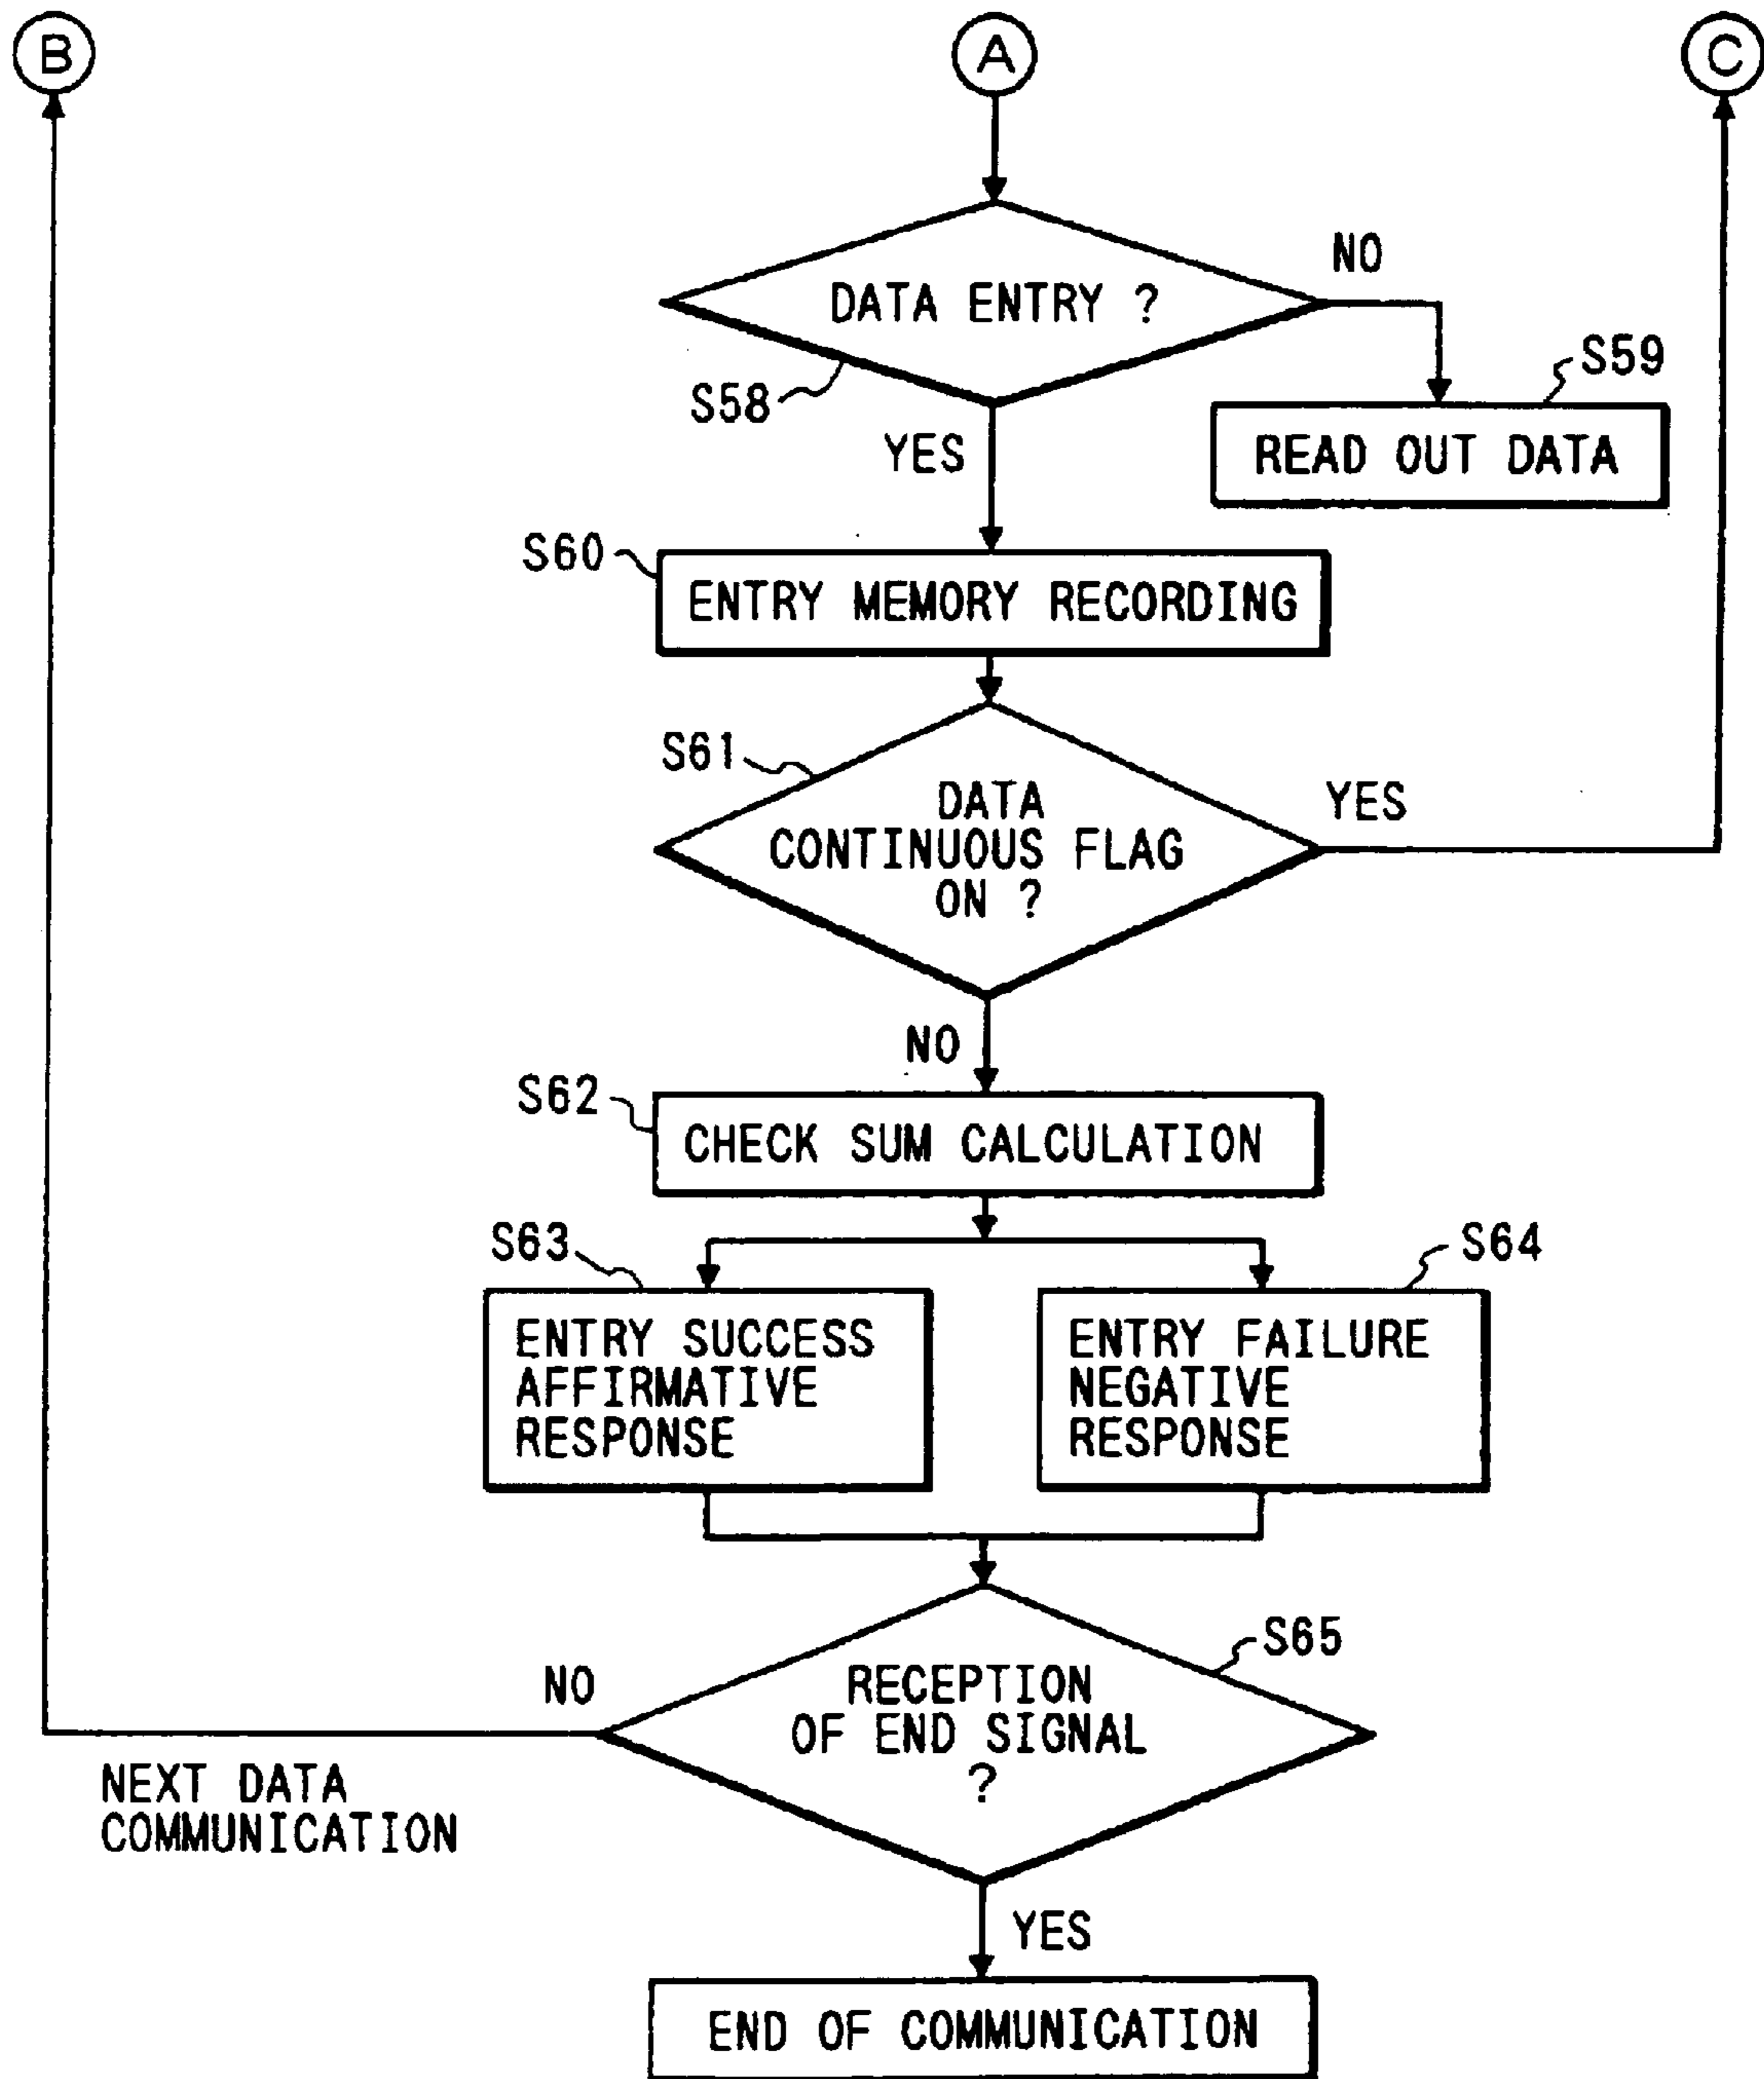 B
A
C
DATA ENTRY ?
NO
S58
S59
YES
READ OUT DATA
S60
ENTRY MEMORY RECORDING
S61
DATA
CONTINUOUS FLAG
ON ?
YES
NO
S62
CHECK SUM CALCULATION
S63
S64
ENTRY SUCCESS
AFFIRMATIVE
RESPONSE
ENTRY FAILURE
NEGATIVE
RESPONSE
S65
NO
RECEPTION
OF END SIGNAL
?
NEXT DATA
COMMUNICATION
YES
END OF COMMUNICATION